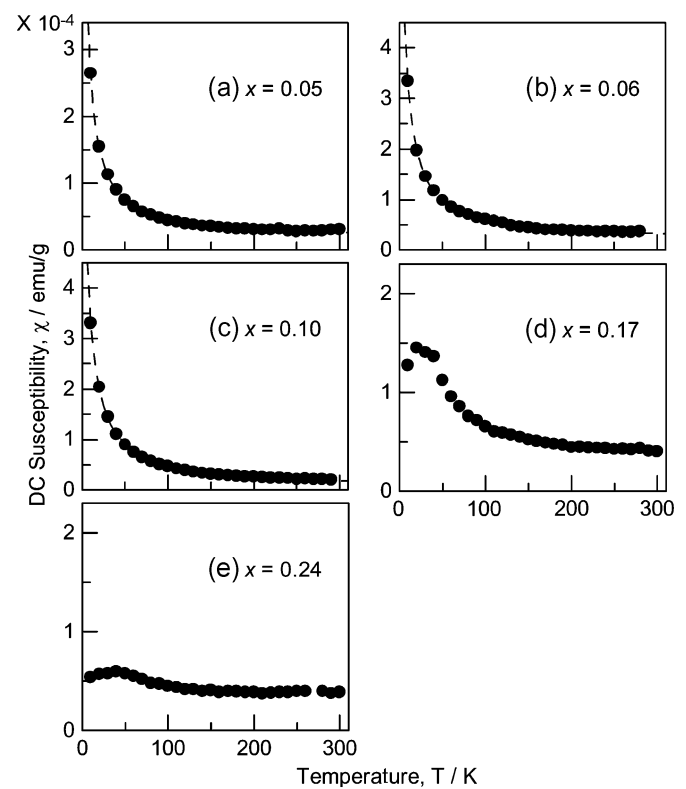 X 10-4
3
2
1
0
(a) x = 0.05
4
3
2
1
0
(b) x = 0.06
4
3
2
1
0
(c) x = 0.10
2
1
0
(d) x = 0.17
0 100 200 300
2
1
0
(e) x = 0.24
0 100 200 300
DC Susceptibility, χ / emu/g
Temperature, T / K